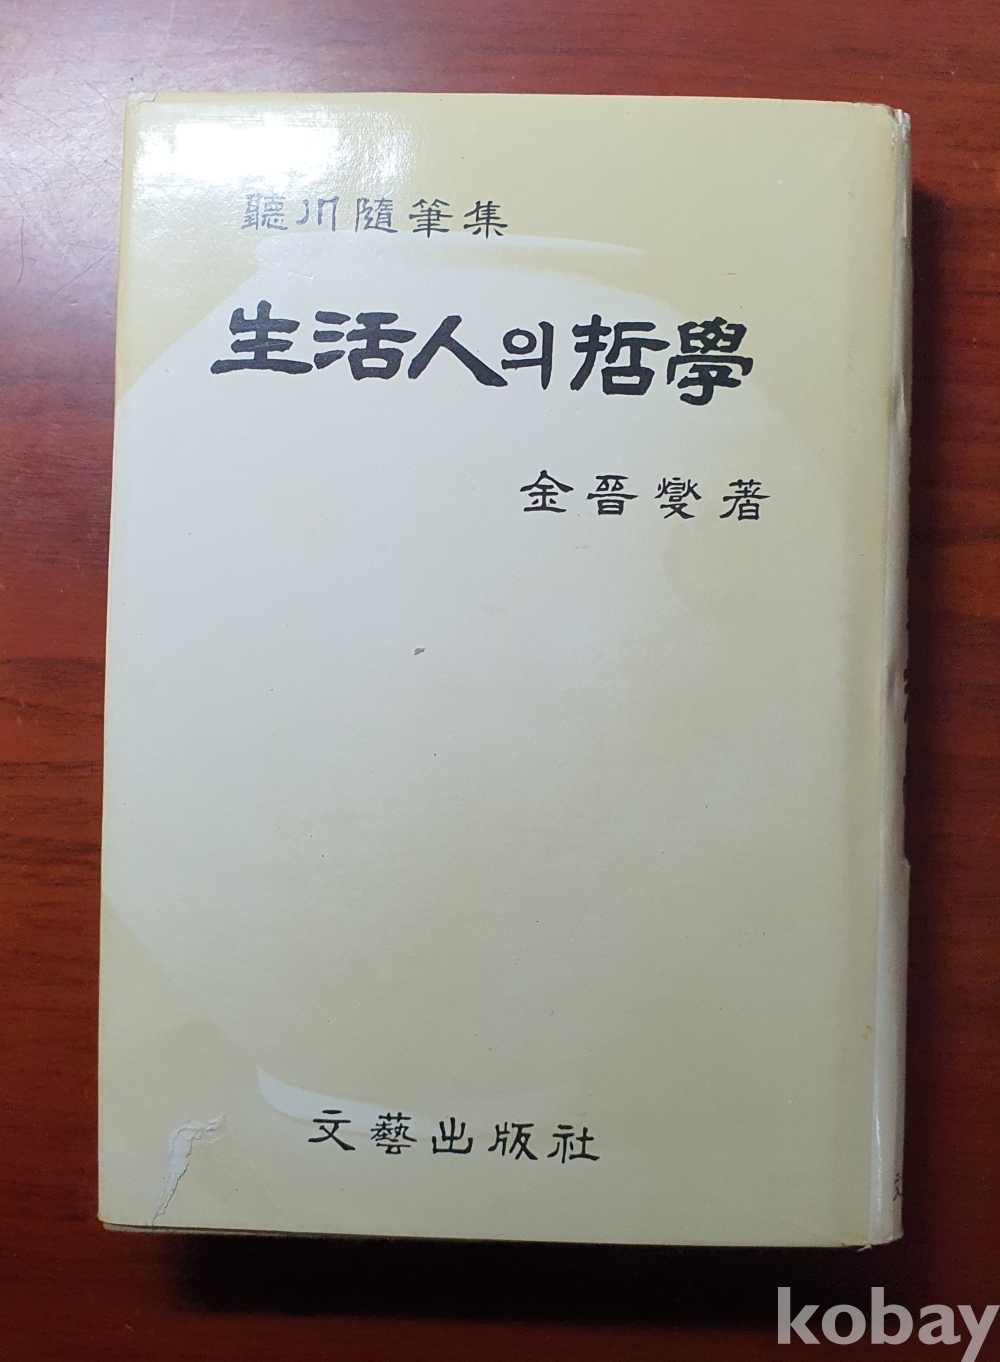 聽川隨筆集
生活人의哲學
金晋燮著
文藝出版社
kobay